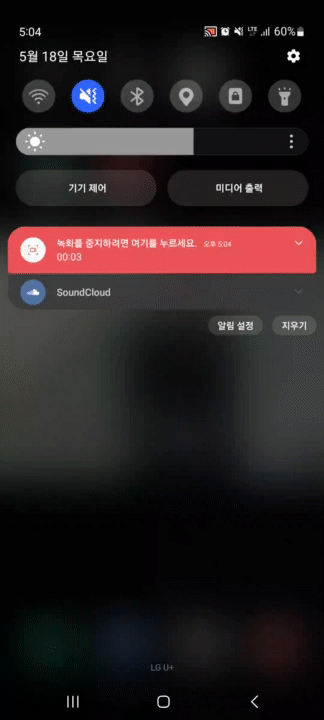 5:04
LTE
60%
5월 18일 목요일
기기 제어
미디어 출력
녹화를 중지하려면 여기를 누르세요. 오후 5:04
00:03
SoundCloud
알림 설정
지우기
LG U+